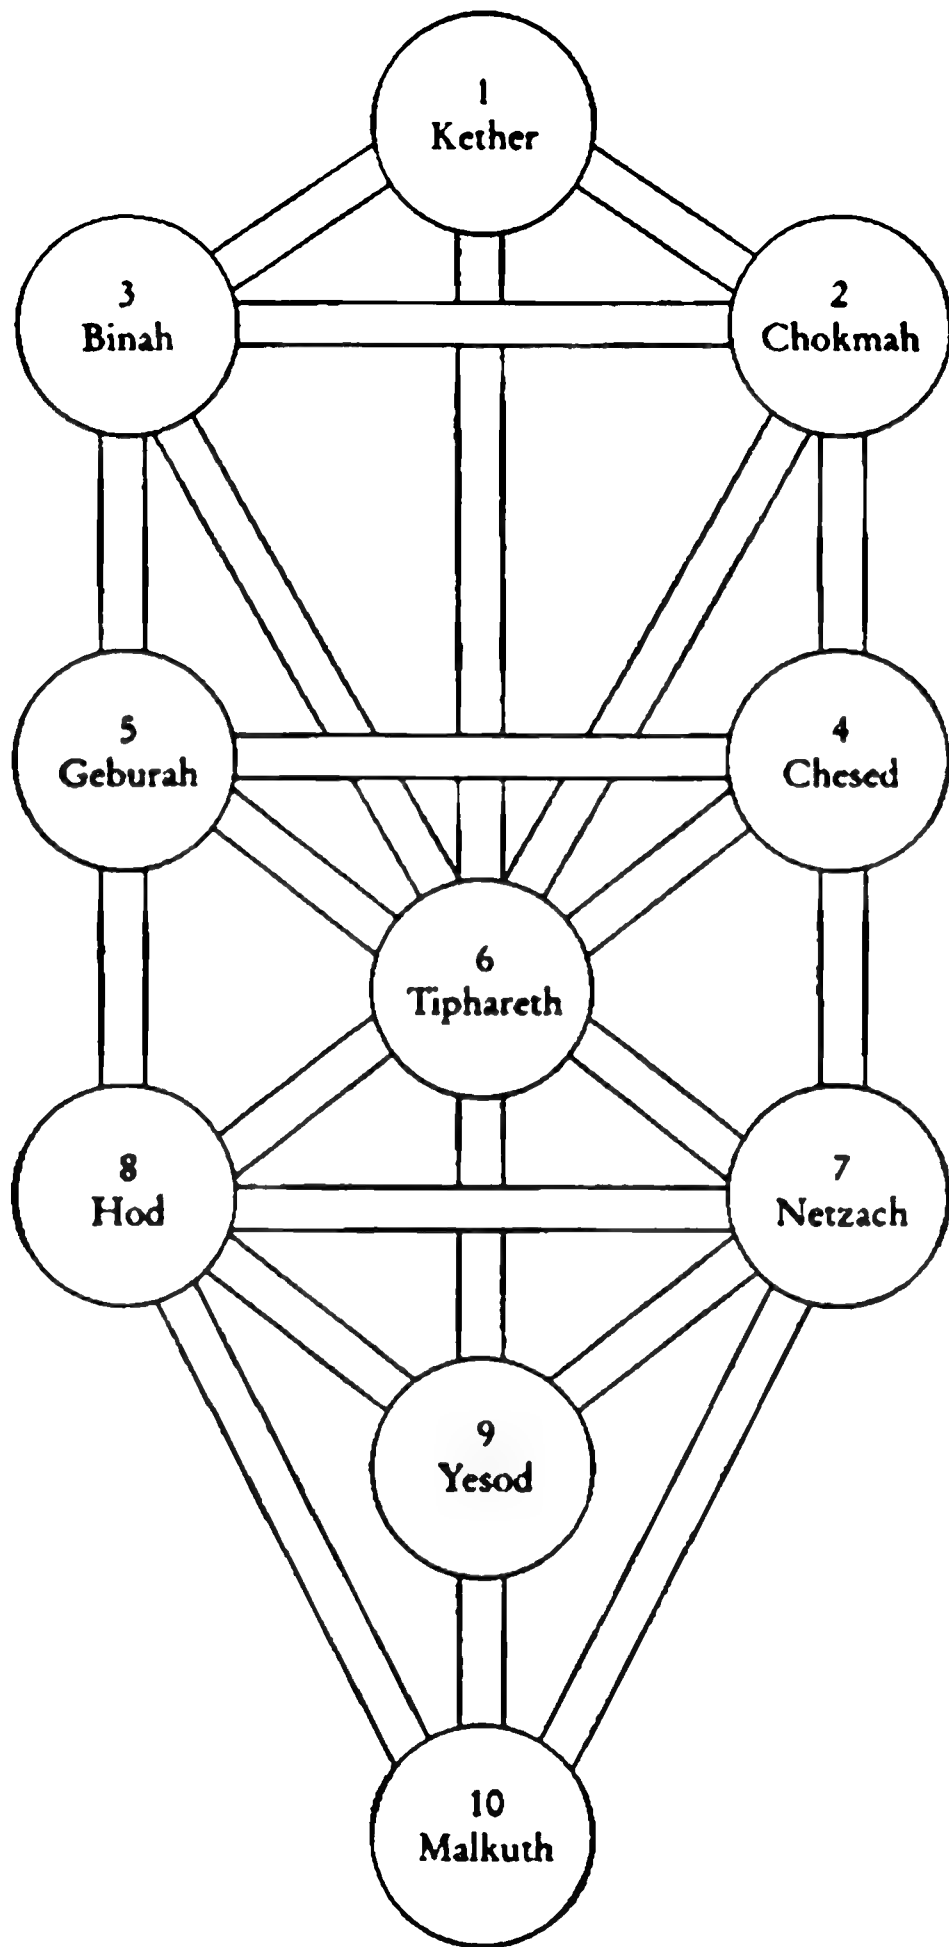 1
Kether
3
Binah
2
Chokmah
5
Geburah
4
Chesed
6
Tiphareth
8
Hod
7
Netzach
9
Yesod
10
Malkuth